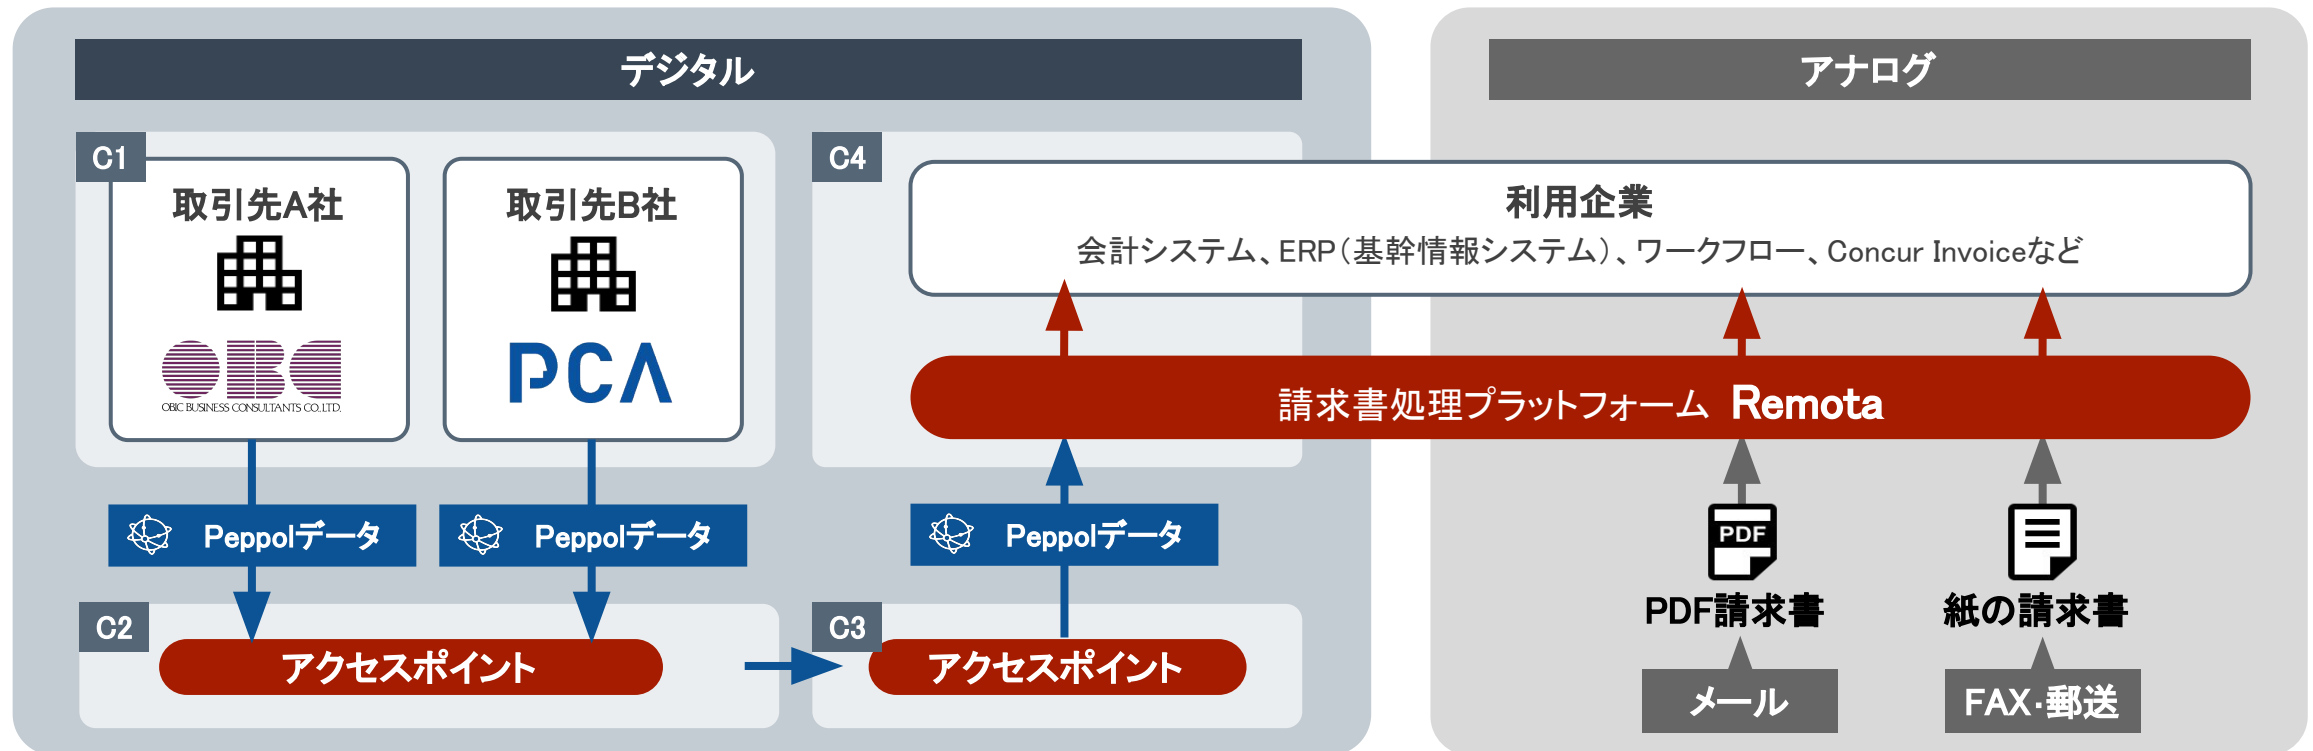 デジタル
アナログ
C1
取引先A社
OBC
OBIC BUSINESS CONSULTANTS CO.,LTD.
取引先B社
PCA
C4
利用企業
会計システム、ERP(基幹情報システム)、ワークフロー、Concur Invoiceなど
請求書処理プラットフォーム Remota
Peppolデータ
Peppolデータ
Peppolデータ
C2
アクセスポイント
C3
アクセスポイント
PDF
PDF請求書
メール
紙の請求書
FAX・郵送